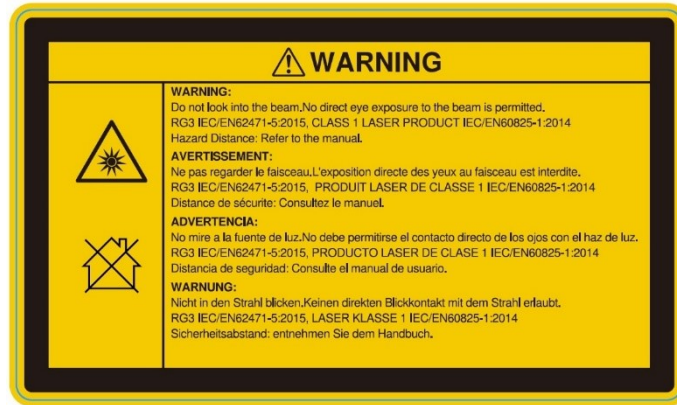 WARNING
WARNING:
Do not look into the beam.No direct eye exposure to the beam is permitted.
RG3 IEC/EN62471-5:2015, CLASS 1 LASER PRODUCT IEC/EN60825-1:2014
Hazard Distance: Refer to the manual.
AVERTISSEMENT:
Ne pas regarder le faisceau.L'exposition directe des yeux au faisceau est interdite.
RG3 IEC/EN62471-5:2015, PRODUIT LASER DE CLASSE 1 IEC/EN60825-1:2014
Distance de sécurite: Consultez le manuel.
ADVERTENCIA:
No mire a la fuente de luz.No debe permitirse el contacto directo de los ojos con el haz de luz.
RG3 IEC/EN62471-5:2015, PRODUCTO LASER DE CLASE 1 IEC/EN60825-1:2014
Distancia de seguridad: Consulte el manual de usuario.
WARNUNG:
Nicht in den Strahl blicken.Keinen direkten Blickkontakt mit dem Strahl erlaubt.
RG3 IEC/EN62471-5:2015, LASER KLASSE 1 IEC/EN60825-1:2014
Sicherheitsabstand: entnehmen Sie dem Handbuch.